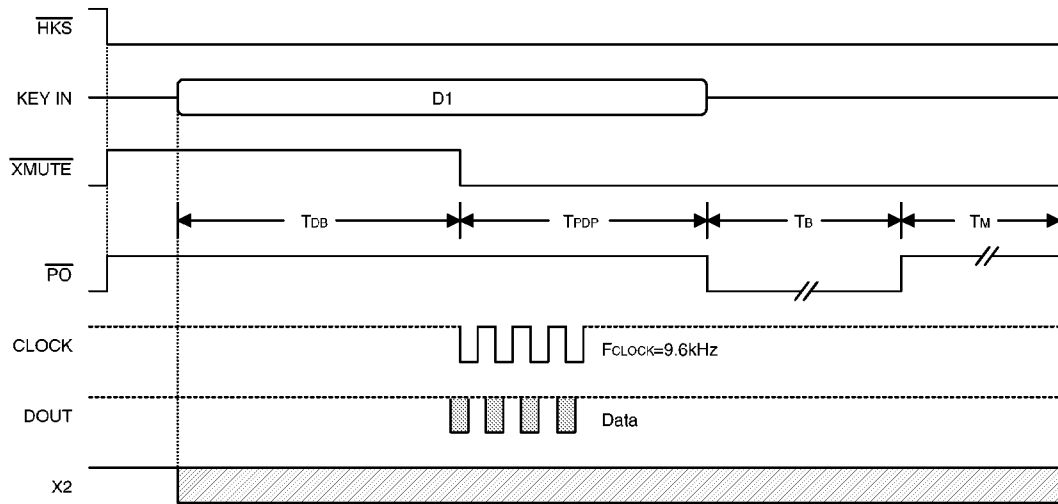 HKS
KEY IN
D1
XMUTE
TDB
TPDP
TB
TM
PO
CLOCK
FCLOCK=9.6kHz
DOUT
Data
X2